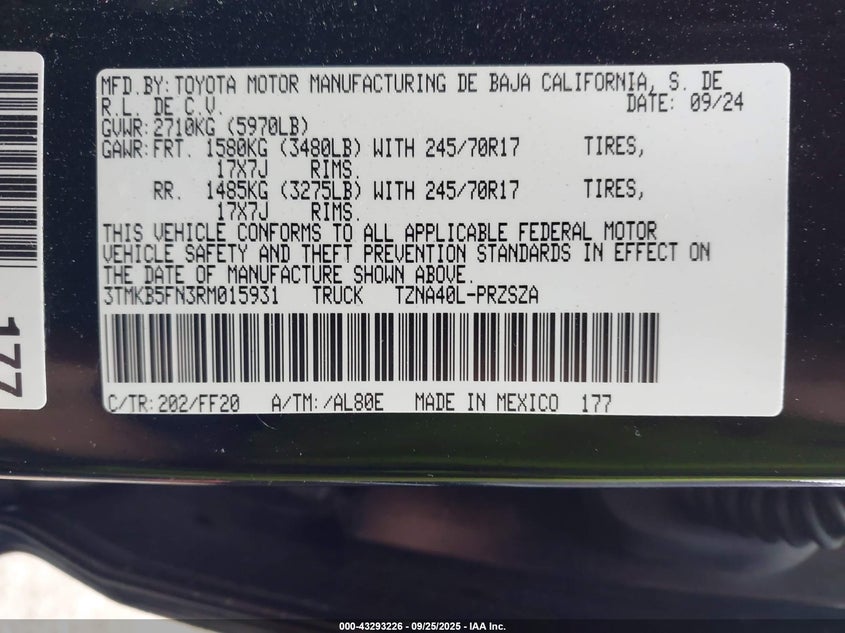 MFD.BY: TOYOTA MOTOR MANUFACTURING DE BAJA CALIFORNIA, S. DE
R.L. DE C.V. DATE: 09/24
GVWR: 2710KG (5970LB)
GAWR: FRT. 1580KG (3480LB) WITH 245/70R17 TIRES,
17X7J RIMS.
RR. 1485KG (3275LB) WITH 245/70R17 TIRES,
17X7J RIMS.
THIS VEHICLE CONFORMS TO ALL APPLICABLE FEDERAL MOTOR
VEHICLE SAFETY AND THEFT PREVENTION STANDARDS IN EFFECT ON
THE DATE OF MANUFACTURE SHOWN ABOVE.
3TMKB5FN3RM015931 TRUCK TZNA40L-PRZSZA
C/TR: 202/FF20 A/TM: /AL80E MADE IN MEXICO 177
177
000-43293226 - 09/25/2025 - IAA Inc.